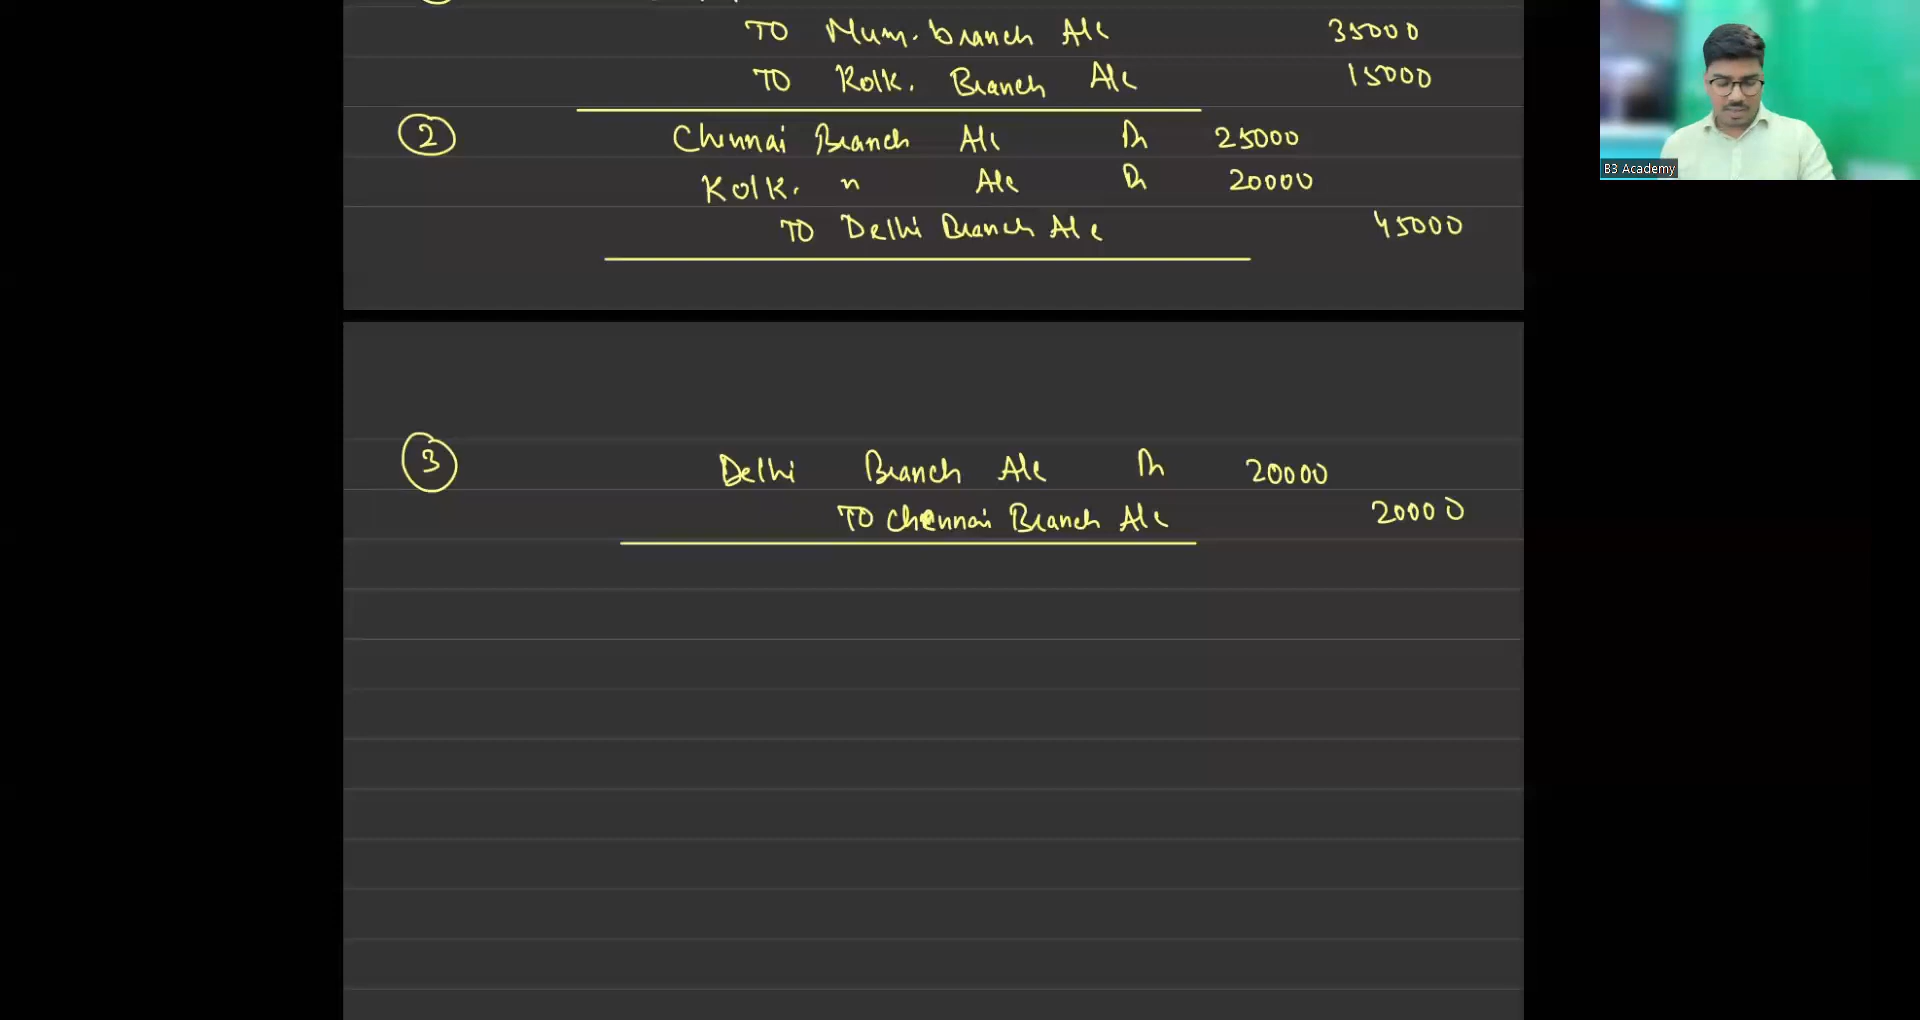 TO Mum. branch A/c 35000
TO Kolk. Branch A/c 15000
2 Chennai Branch A/c Dr 25000
Kolk. n A/c Dr 20000
TO Delhi Branch A/c 45000
3 Delhi Branch A/c Dr 20000
TO Chennai Branch A/c 20000
B3 Academy